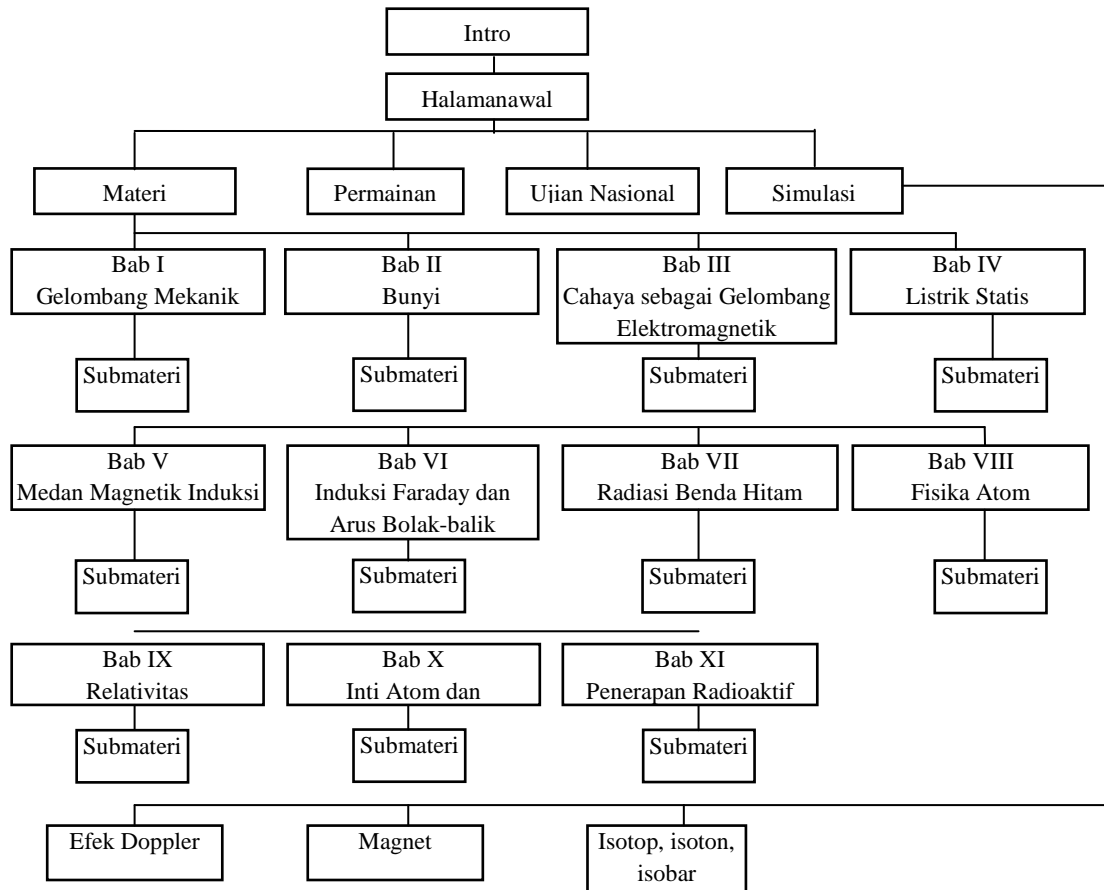 Intro
Halamanawal
Materi
Permainan
Ujian Nasional
Simulasi
Bab I
Gelombang Mekanik
Bab II
Bunyi
Bab III
Cahaya sebagai Gelombang
Elektromagnetik
Bab IV
Listrik Statis
Submateri
Submateri
Submateri
Submateri
Bab V
Medan Magnetik Induksi
Bab VI
Induksi Faraday dan
Arus Bolak-balik
Bab VII
Radiasi Benda Hitam
Bab VIII
Fisika Atom
Submateri
Submateri
Submateri
Submateri
Bab IX
Relativitas
Bab X
Inti Atom dan
Bab XI
Penerapan Radioaktif
Submateri
Submateri
Submateri
Efek Doppler
Magnet
Isotop, isoton,
isobar